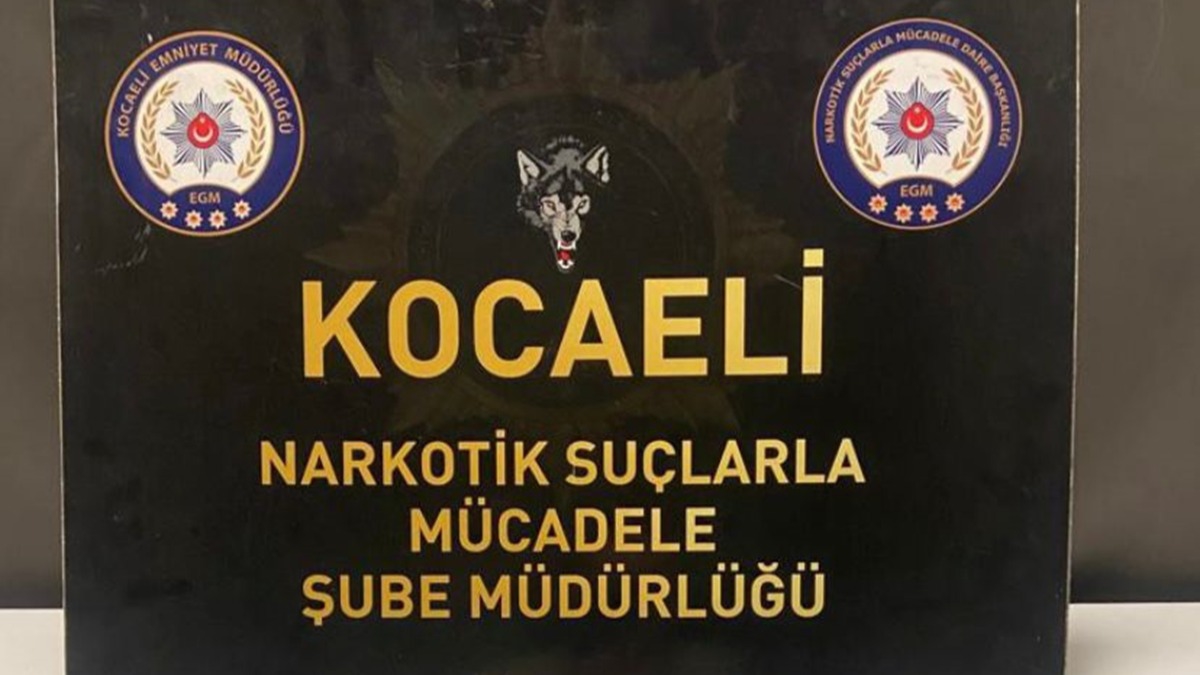 KOCAELİ EMNİYET MÜDÜRLÜĞÜ
EGM
NARKOTİK SUÇLARLA MÜCADELE DAİRE BAŞKANLIĞI
EGM
KOCAELİ
NARKOTİK SUÇLARLA
MÜCADELE
ŞUBE MÜDÜRLÜĞÜ